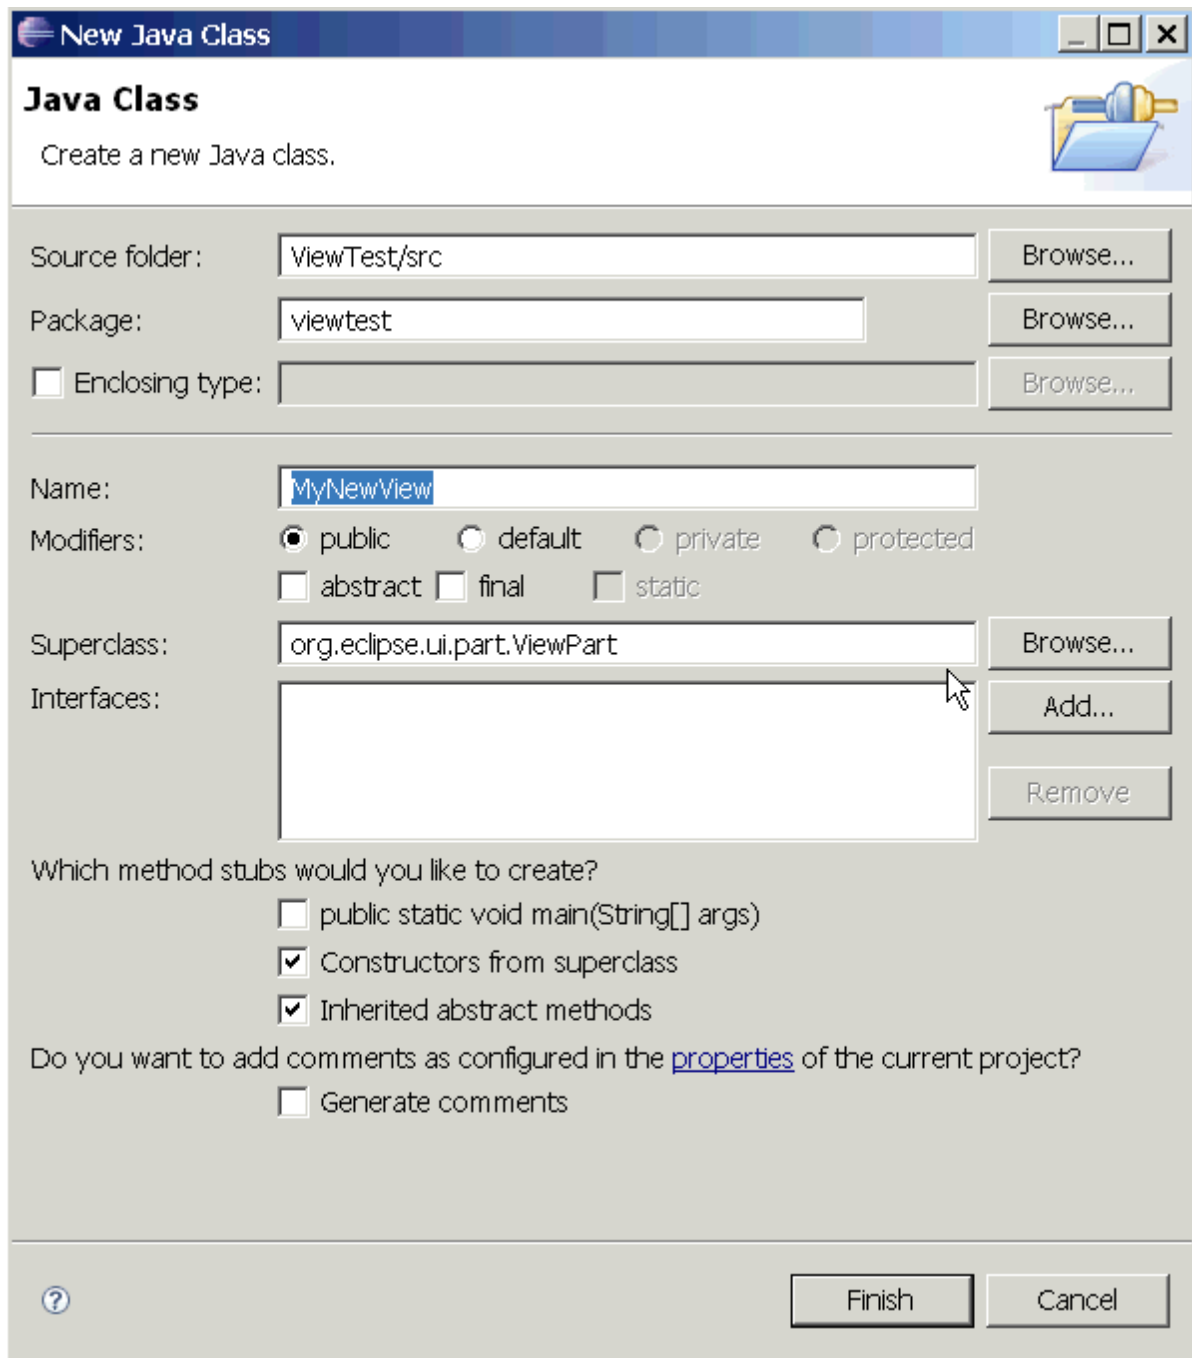 New Java Class
Java Class
Create a new Java class.
Source folder: ViewTest/src Browse...
Package: viewtest Browse...
Enclosing type: Browse...
Name: MyNewView
Modifiers: public default private protected
abstract final static
Superclass: org.eclipse.ui.part.ViewPart Browse...
Interfaces: Add...
Remove
Which method stubs would you like to create?
public static void main(String[] args)
Constructors from superclass
Inherited abstract methods
Do you want to add comments as configured in the properties of the current project?
Generate comments
? Finish Cancel